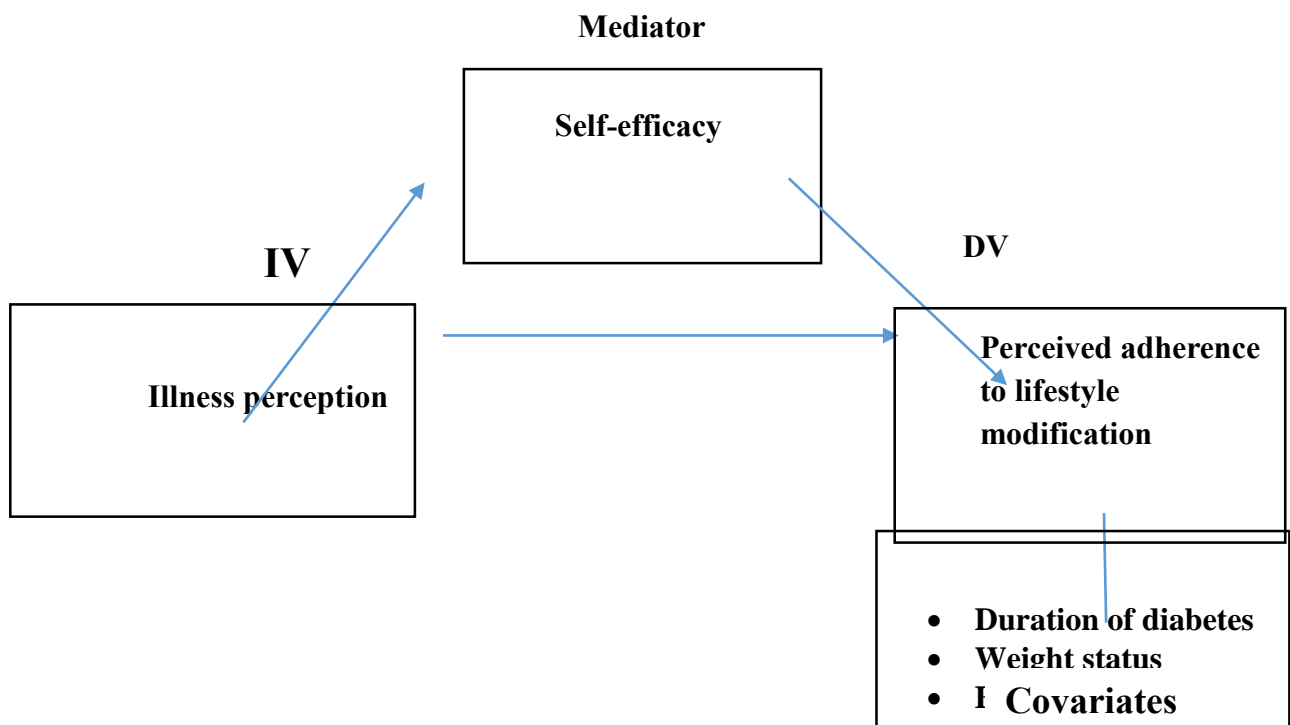 Mediator
Self-efficacy
IV
DV
Illness perception
Perceived adherence
to lifestyle
modification
• Duration of diabetes
• Weight status
•
Covariates